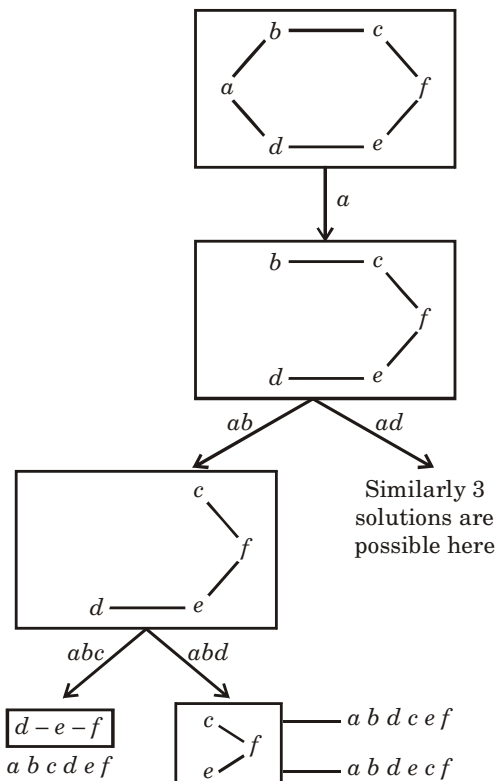 b c
a f
d e
a
b c
f
d e
ab ad
c
f
d e
Similarly 3
solutions are
possible here
abc abd
d – e – f
a b c d e f
c
f
e
a b d c e f
a b d e c f